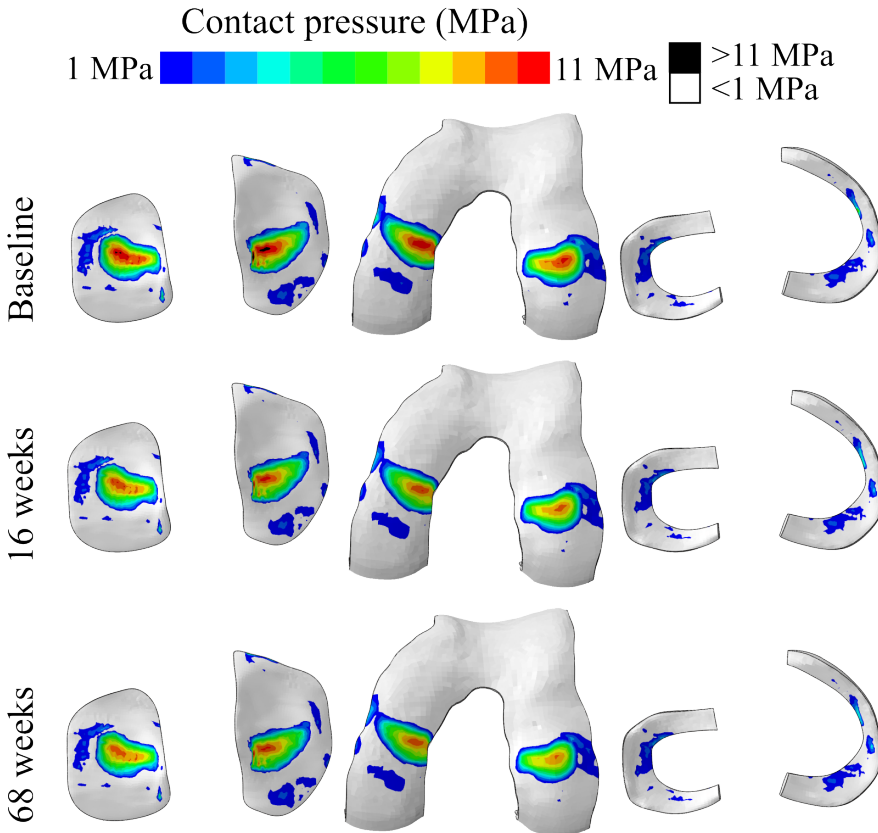 Contact pressure (MPa)
1 MPa
11 MPa
>11 MPa
<1 MPa
Baseline
16 weeks
68 weeks